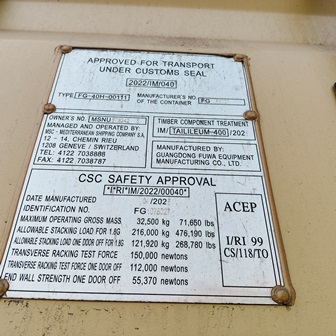 APPROVED FOR TRANSPORT
UNDER CUSTOMS SEAL
2022/IM/040
TYPE FG-40H-001T1
MANUFACTURER'S NO.
OF THE CONTAINER FG
OWNER'S NO. MSNU
MANAGED AND OPERATED BY:
MSC - MEDITERRANEAN SHIPPING COMPANY S.A.
12 - 14, CHEMIN RIEU
1208 GENEVE / SWITZERLAND
TEL: 4122 7038888
FAX: 4122 7038787
TIMBER COMPONENT TREATMENT
IM/TAILILEUM-400/202
MANUFACTURED BY:
GUANGDONG FUWA EQUIPMENT
MANUFACTURING CO., LTD.
CSC SAFETY APPROVAL
"I*RI*IM/2022/00040"
DATE MANUFACTURED /202
IDENTIFICATION NO. FG
MAXIMUM OPERATING GROSS MASS. 32,500 kg 71,650 lbs
ALLOWABLE STACKING LOAD FOR 1.8G 216,000 kg 476,190 lbs
ALLOWABLE STACKING LOAD ONE DOOR OFF FOR 1.8G 121,920 kg 268,780 lbs
TRANSVERSE RACKING TEST FORCE 150,000 newtons
TRANSVERSE RACKING TEST FORCE ONE DOOR OFF 112,000 newtons
END WALL STRENGTH ONE DOOR OFF 55,370 newtons
ACEP
I/RI 99
CS/118/TO